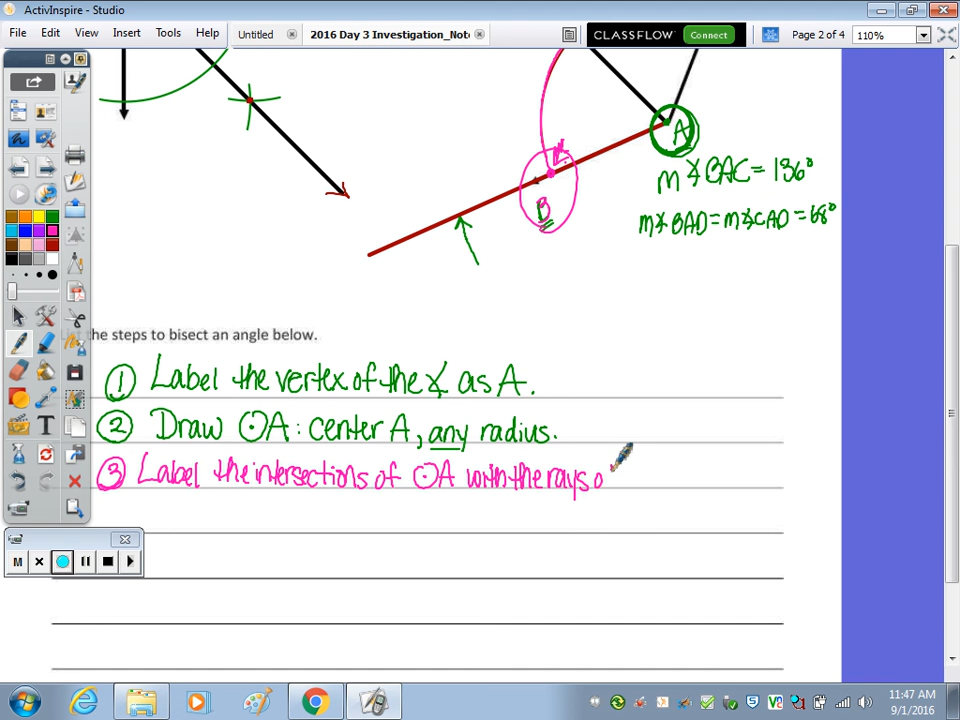 ActivInspire - Studio
File Edit View Insert Tools Help
Untitled
2016 Day 3 Investigation_Note
CLASSFLOW Connect
Page 2 of 4
110%
A
B
m∡BAC = 136°
m∡BAD = m∡CAD = 68°
the steps to bisect an angle below.
① Label the vertex of the ∡ as A.
② Draw ⊙A: center A, any radius.
③ Label the intersections of ⊙A with the rays o
M
11:47 AM
9/1/2016